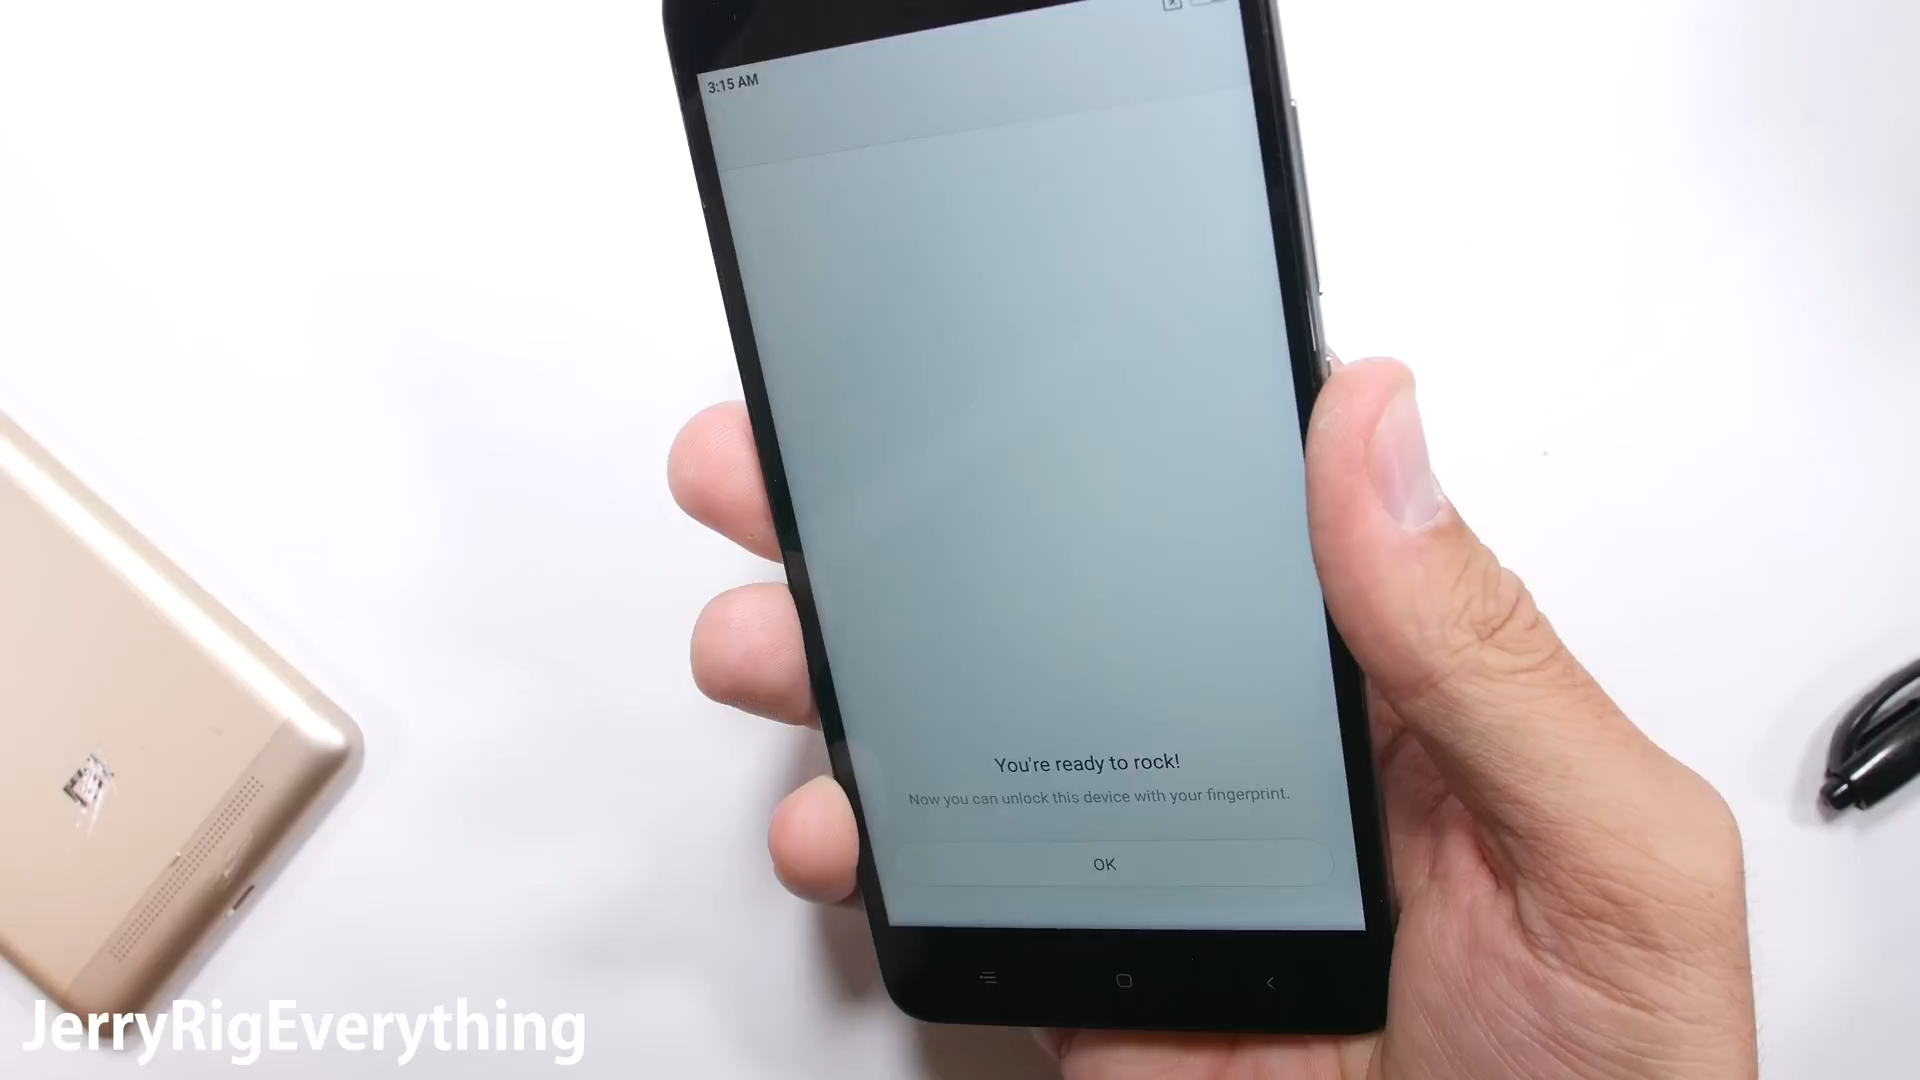 3:15 AM
You're ready to rock!
Now you can unlock this device with your fingerprint.
OK
JerryRigEverything